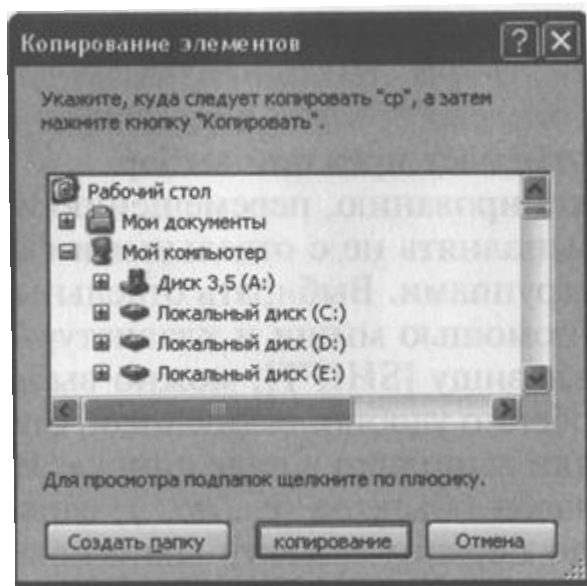 Копирование элементов
Укажите, куда следует копировать "ср", а затем
нажмите кнопку "Копировать".
Рабочий стол
Мои документы
Мой компьютер
Диск 3,5 (A:)
Локальный диск (C:)
Локальный диск (D:)
Локальный диск (E:)
Для просмотра подпапок щелкните по плюсику.
Создать папку
копирование
Отмена